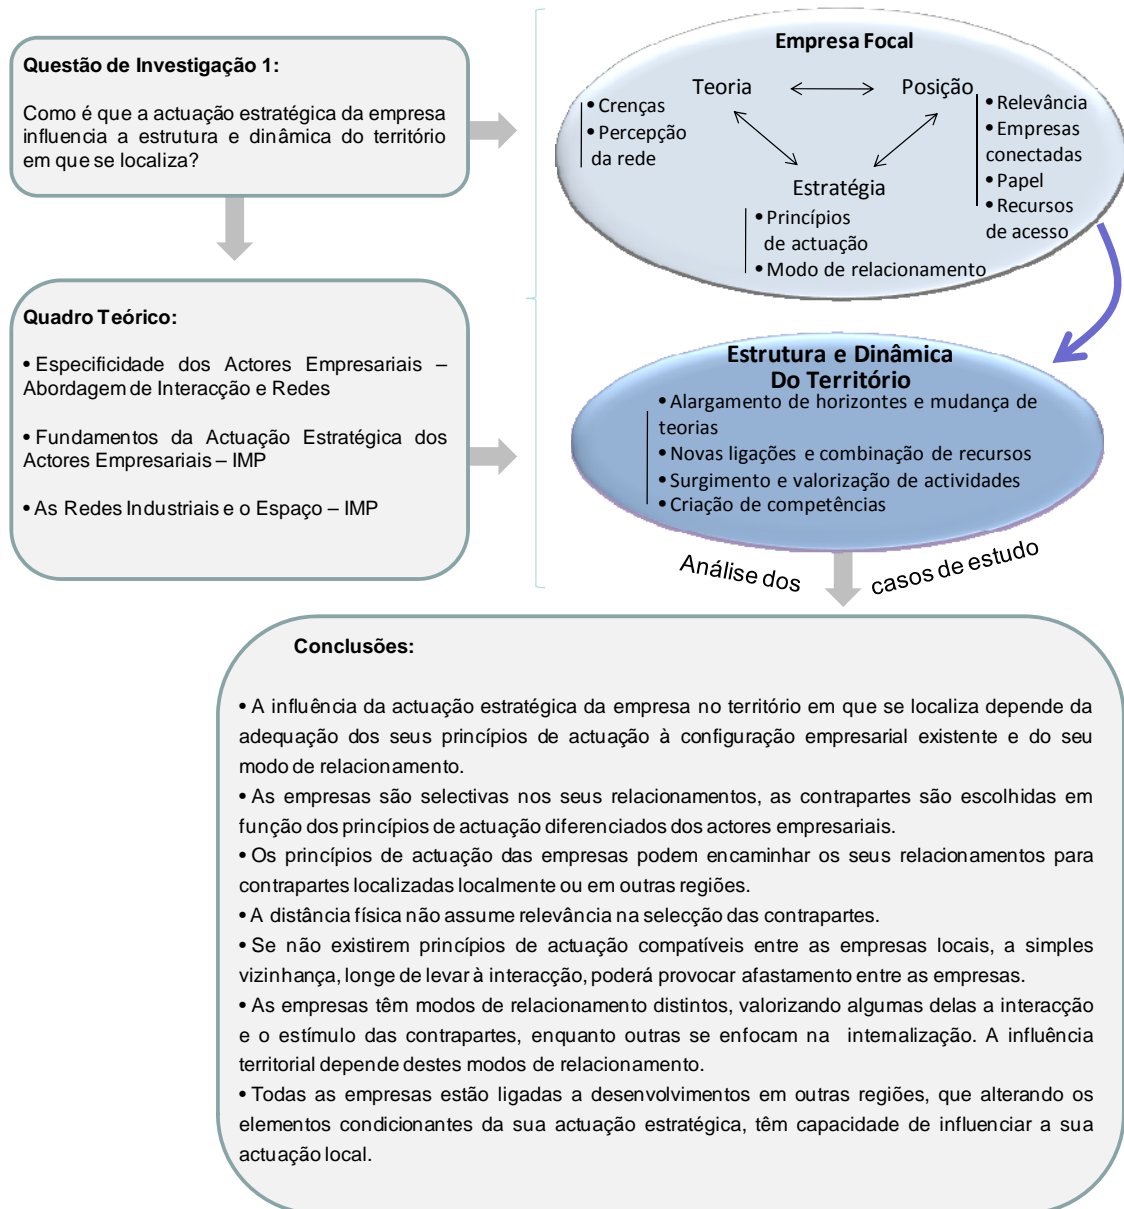 Questão de Investigação 1:
Como é que a actuação estratégica da empresa
influencia a estrutura e dinâmica do território
em que se localiza?
Quadro Teórico:
• Especificidade dos Actores Empresariais –
Abordagem de Interacção e Redes
• Fundamentos da Actuação Estratégica dos
Actores Empresariais – IMP
• As Redes Industriais e o Espaço – IMP
Empresa Focal
Teoria
• Crenças
• Percepção
da rede
Posição
• Relevância
• Empresas
conectadas
• Papel
• Recursos
de acesso
Estratégia
• Princípios
de actuação
• Modo de relacionamento
Estrutura e Dinâmica
Do Território
• Alargamento de horizontes e mudança de
teorias
• Novas ligações e combinação de recursos
• Surgimento e valorização de actividades
• Criação de competências
Análise dos casos de estudo
Conclusões:
• A influência da actuação estratégica da empresa no território em que se localiza depende da
adequação dos seus princípios de actuação à configuração empresarial existente e do seu
modo de relacionamento.
• As empresas são selectivas nos seus relacionamentos, as contrapartes são escolhidas em
função dos princípios de actuação diferenciados dos actores empresariais.
• Os princípios de actuação das empresas podem encaminhar os seus relacionamentos para
contrapartes localizadas localmente ou em outras regiões.
• A distância física não assume relevância na selecção das contrapartes.
• Se não existirem princípios de actuação compatíveis entre as empresas locais, a simples
vizinhança, longe de levar à interacção, poderá provocar afastamento entre as empresas.
• As empresas têm modos de relacionamento distintos, valorizando algumas delas a interacção
e o estímulo das contrapartes, enquanto outras se enfocam na internalização. A influência
territorial depende destes modos de relacionamento.
• Todas as empresas estão ligadas a desenvolvimentos em outras regiões, que alterando os
elementos condicionantes da sua actuação estratégica, têm capacidade de influenciar a sua
actuação local.